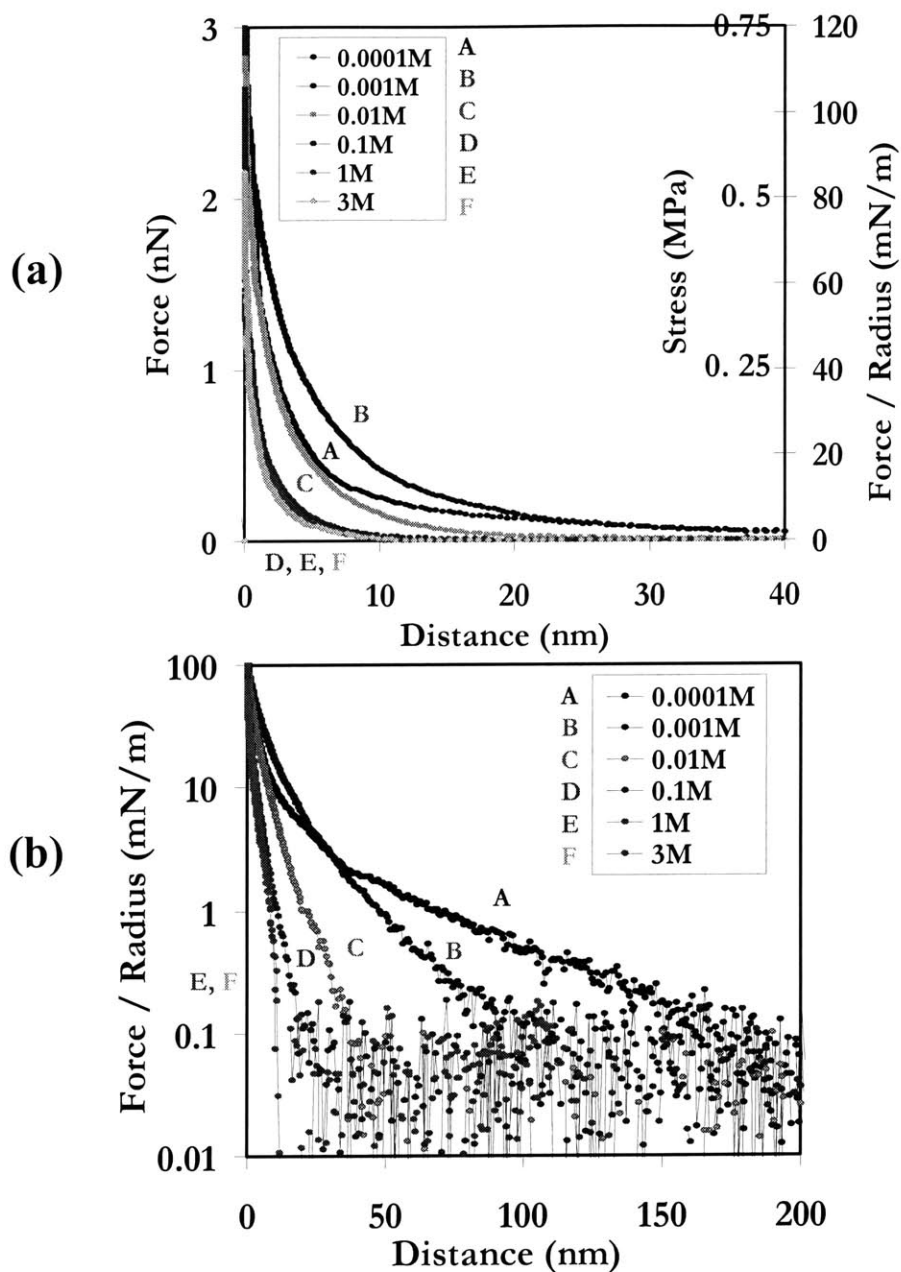 (a)
Force (nN)
3
2
1
0
0.0001M A
0.001M B
0.01M C
0.1M D
1M E
3M F
Stress (MPa)
0.75
0.5
0.25
Force / Radius (mN/m)
120
100
80
60
40
20
0
B
A
C
D, E, F
0 10 20 30 40
Distance (nm)
(b)
Force / Radius (mN/m)
100
10
1
0.1
0.01
A 0.0001M
B 0.001M
C 0.01M
D 0.1M
E 1M
F 3M
A
B
C
D
E, F
0 50 100 150 200
Distance (nm)